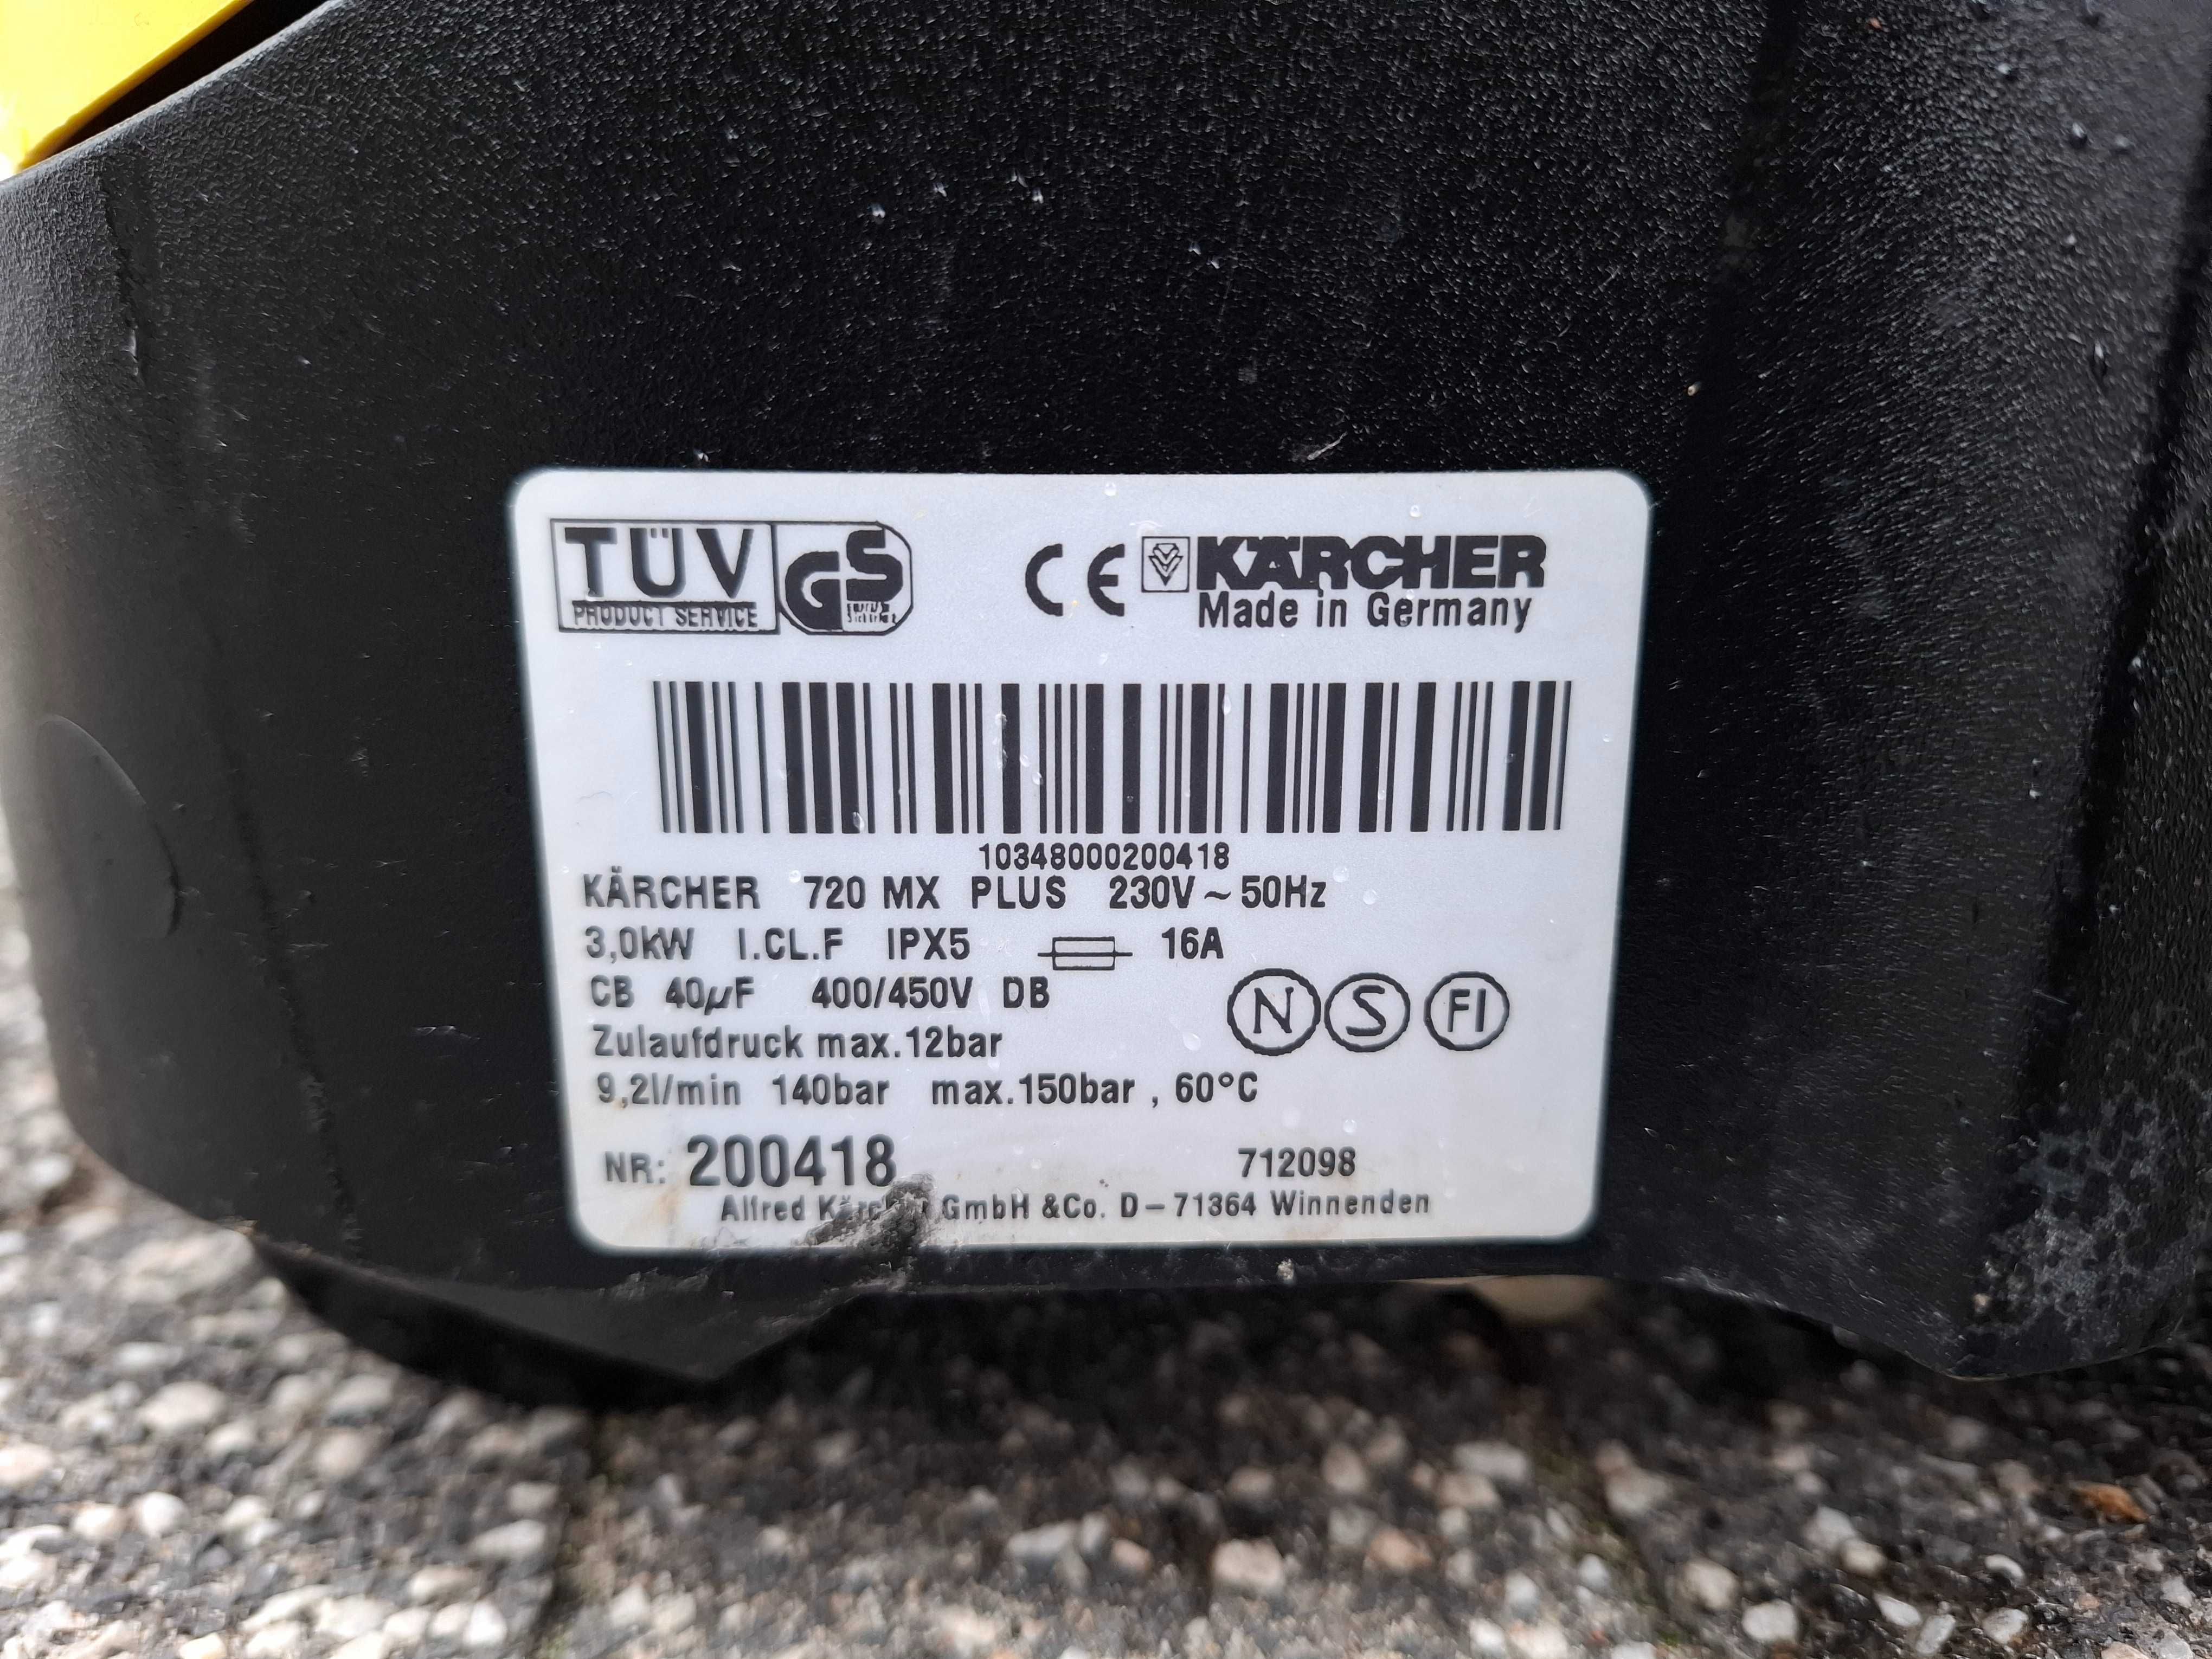 TÜV
PRODUCT SERVICE
GS
CE KÄRCHER
Made in Germany
10348000200418
KÄRCHER 720 MX PLUS 230V~50Hz
3,0kW I.CL.F IPX5 16A
CB 40µF 400/450V DB
N S FI
Zulaufdruck max.12bar
9,2l/min 140bar max.150bar , 60°C
NR: 200418 712098
Alfred Kärcher GmbH &Co. D-71364 Winnenden